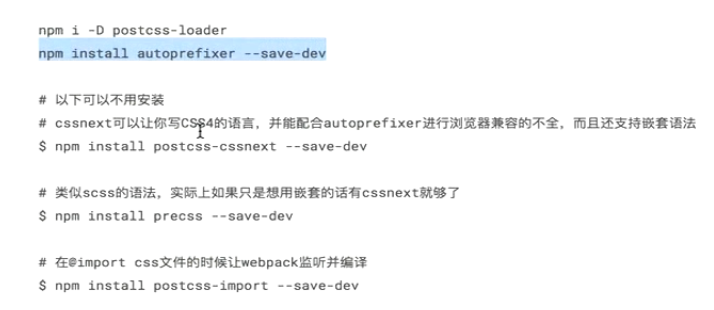 npm i -D postcss-loader
npm install autoprefixer --save-dev
# 以下可以不用安装
# cssnext可以让你写CSS4的语言，并能配合autoprefixer进行浏览器兼容的不全，而且还支持嵌套语法
$ npm install postcss-cssnext --save-dev
# 类似scss的语法，实际上如果只是想用嵌套的话有cssnext就够了
$ npm install precss --save-dev
# 在@import css文件的时候让webpack监听并编译
$ npm install postcss-import --save-dev